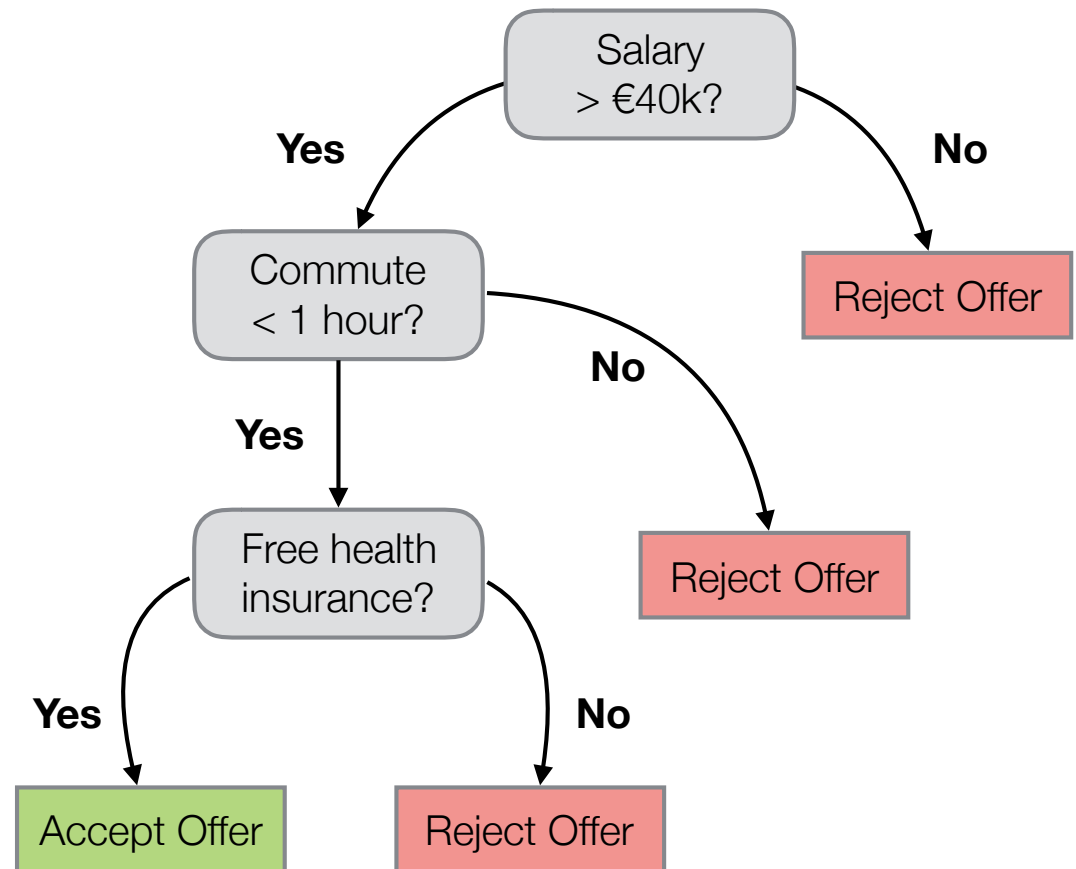 Salary
> €40k?
Yes
No
Commute
< 1 hour?
Reject Offer
No
Yes
Free health
insurance?
Reject Offer
Yes
No
Accept Offer
Reject Offer